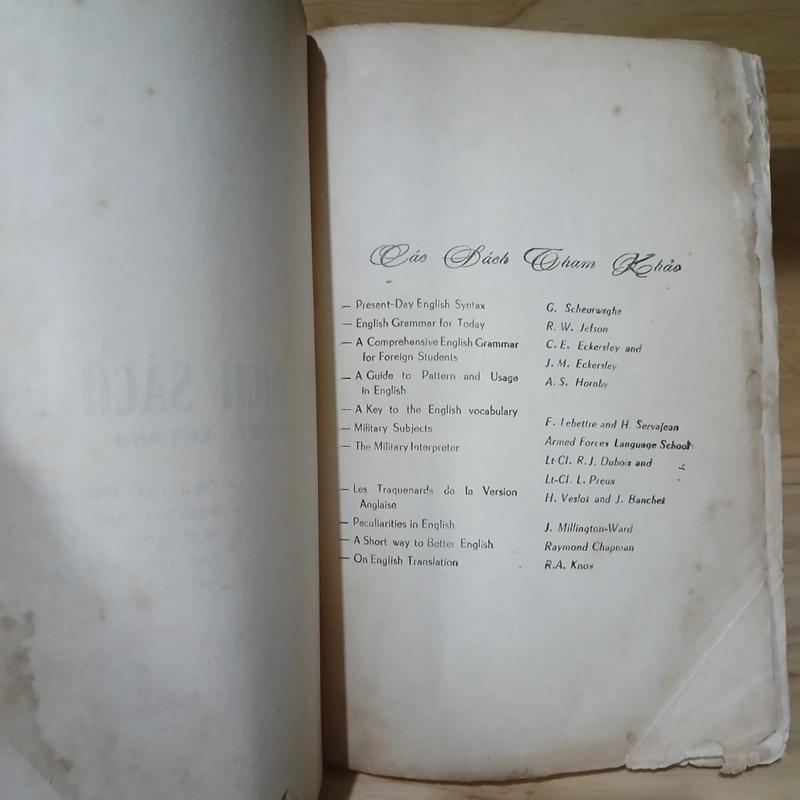 Các Sách Tham Khảo
— Present-Day English Syntax G. Scheurweghs
— English Grammar for Today R. W. Jefson
— A Comprehensive English Grammar C. E. Eckersley and
for Foreign Students J. M. Eckersley
— A Guide to Pattern and Usage A. S. Hornby
in English
— A Key to the English vocabulary F. Lebettre and H. Servajean
— Military Subjects Armed Forces Language School
— The Military Interpreter Lt-Cl. R.J. Dubois and
Lt-Cl. L. Preux
— Les Traquenards de la Version H. Veslot and J. Banchet
Anglaise
— Peculiarities in English J. Millington-Ward
— A Short way to Better English Raymond Chapman
— On English Translation R.A. Knox